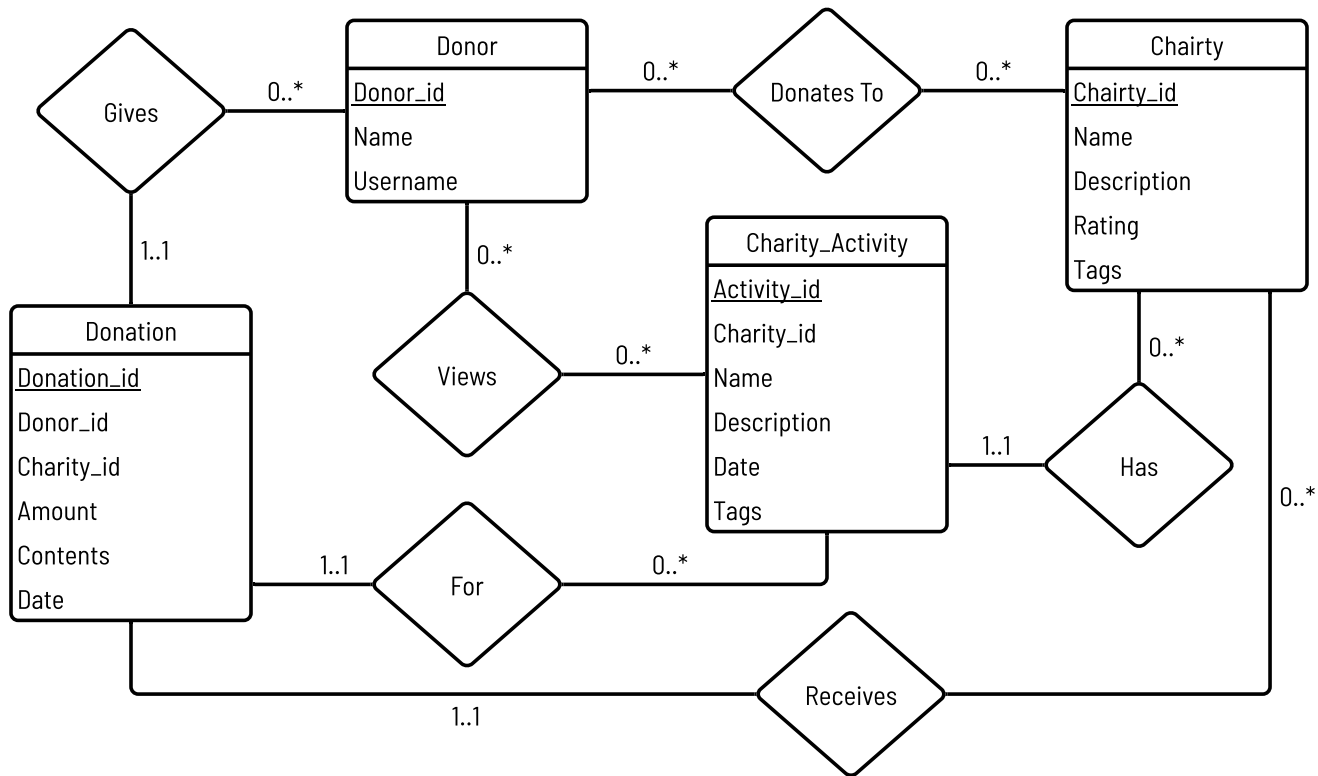 Donor
Donor_id
Name
Username
Chairty
Chairty_id
Name
Description
Rating
Tags
Gives
0..*
0..*
Donates To
0..*
1..1
0..*
Charity_Activity
Activity_id
Charity_id
Name
Description
Date
Tags
Donation
Donation_id
Donor_id
Charity_id
Amount
Contents
Date
Views
0..*
0..*
1..1
Has
0..*
1..1
For
0..*
Receives
1..1